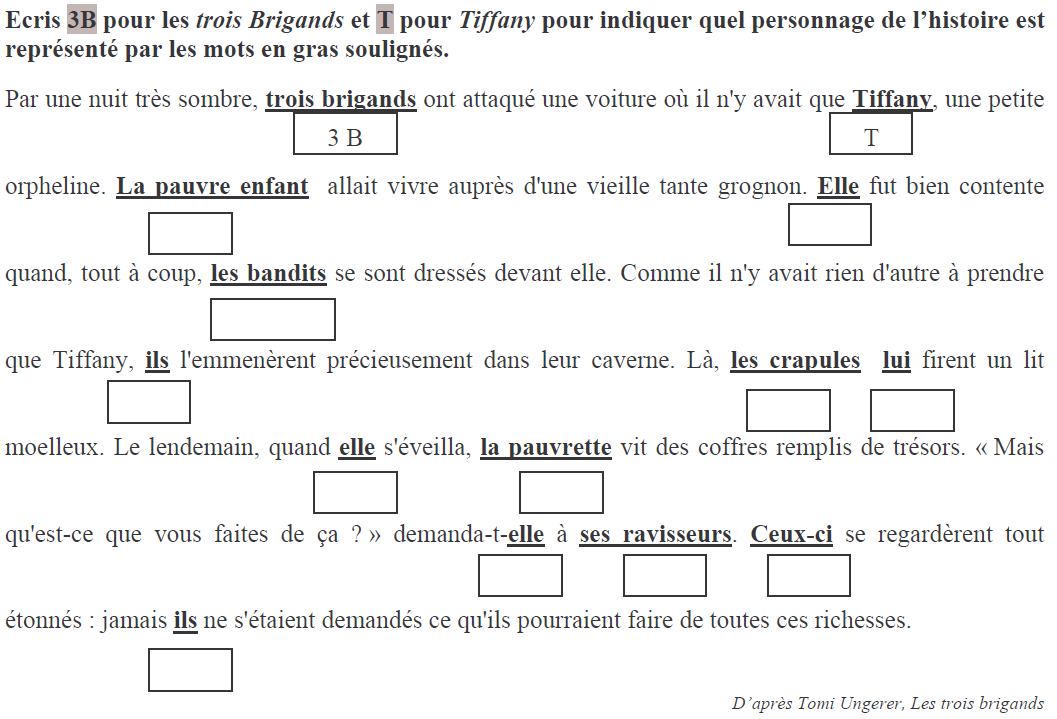 Ecris 3B pour les trois Brigands et T pour Tiffany pour indiquer quel personnage de l’histoire est
représenté par les mots en gras soulignés.
Par une nuit très sombre, trois brigands ont attaqué une voiture où il n'y avait que Tiffany, une petite
3 B T
orpheline. La pauvre enfant allait vivre auprès d'une vieille tante grognon. Elle fut bien contente
quand, tout à coup, les bandits se sont dressés devant elle. Comme il n'y avait rien d'autre à prendre
que Tiffany, ils l'emmenèrent précieusement dans leur caverne. Là, les crapules lui firent un lit
moelleux. Le lendemain, quand elle s'éveilla, la pauvrette vit des coffres remplis de trésors. « Mais
qu'est-ce que vous faites de ça ? » demanda-t-elle à ses ravisseurs. Ceux-ci se regardèrent tout
étonnés : jamais ils ne s'étaient demandés ce qu'ils pourraient faire de toutes ces richesses.
D’après Tomi Ungerer, Les trois brigands